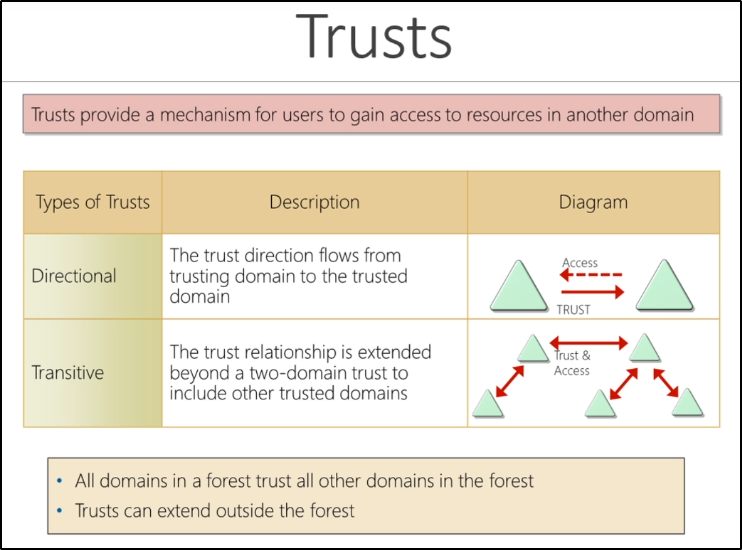 Trusts
Trusts provide a mechanism for users to gain access to resources in another domain
Types of Trusts
Description
Diagram
Directional
The trust direction flows from
trusting domain to the trusted
domain
Access
TRUST
Transitive
The trust relationship is extended
beyond a two-domain trust to
include other trusted domains
Trust &
Access
• All domains in a forest trust all other domains in the forest
• Trusts can extend outside the forest